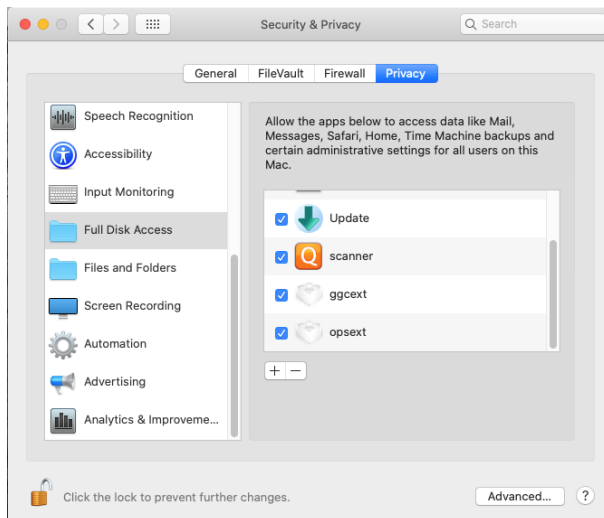 Security & Privacy
Search
General
FileVault
Firewall
Privacy
Speech Recognition
Accessibility
Input Monitoring
Full Disk Access
Files and Folders
Screen Recording
Automation
Advertising
Analytics & Improveme...
Allow the apps below to access data like Mail,
Messages, Safari, Home, Time Machine backups and
certain administrative settings for all users on this
Mac.
Update
Q
scanner
ggcext
opsext
+
−
Click the lock to prevent further changes.
Advanced...
?